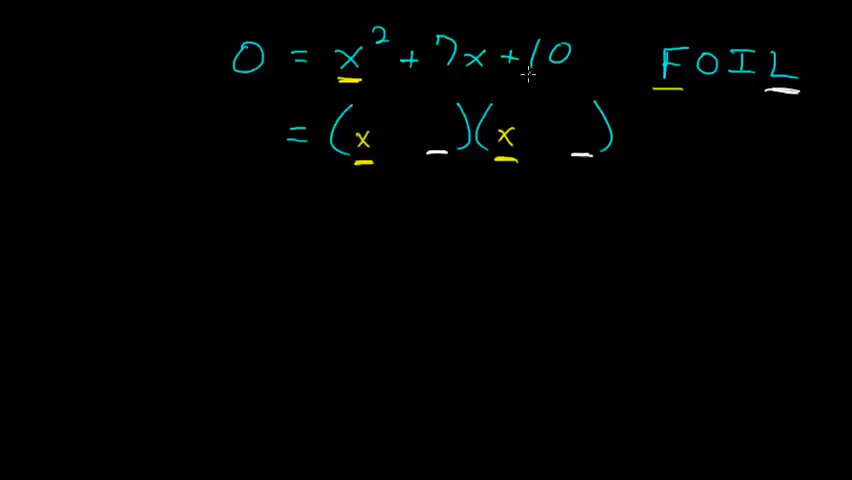 0 = x² + 7x + 10 FOIL
= (x _)(x _)